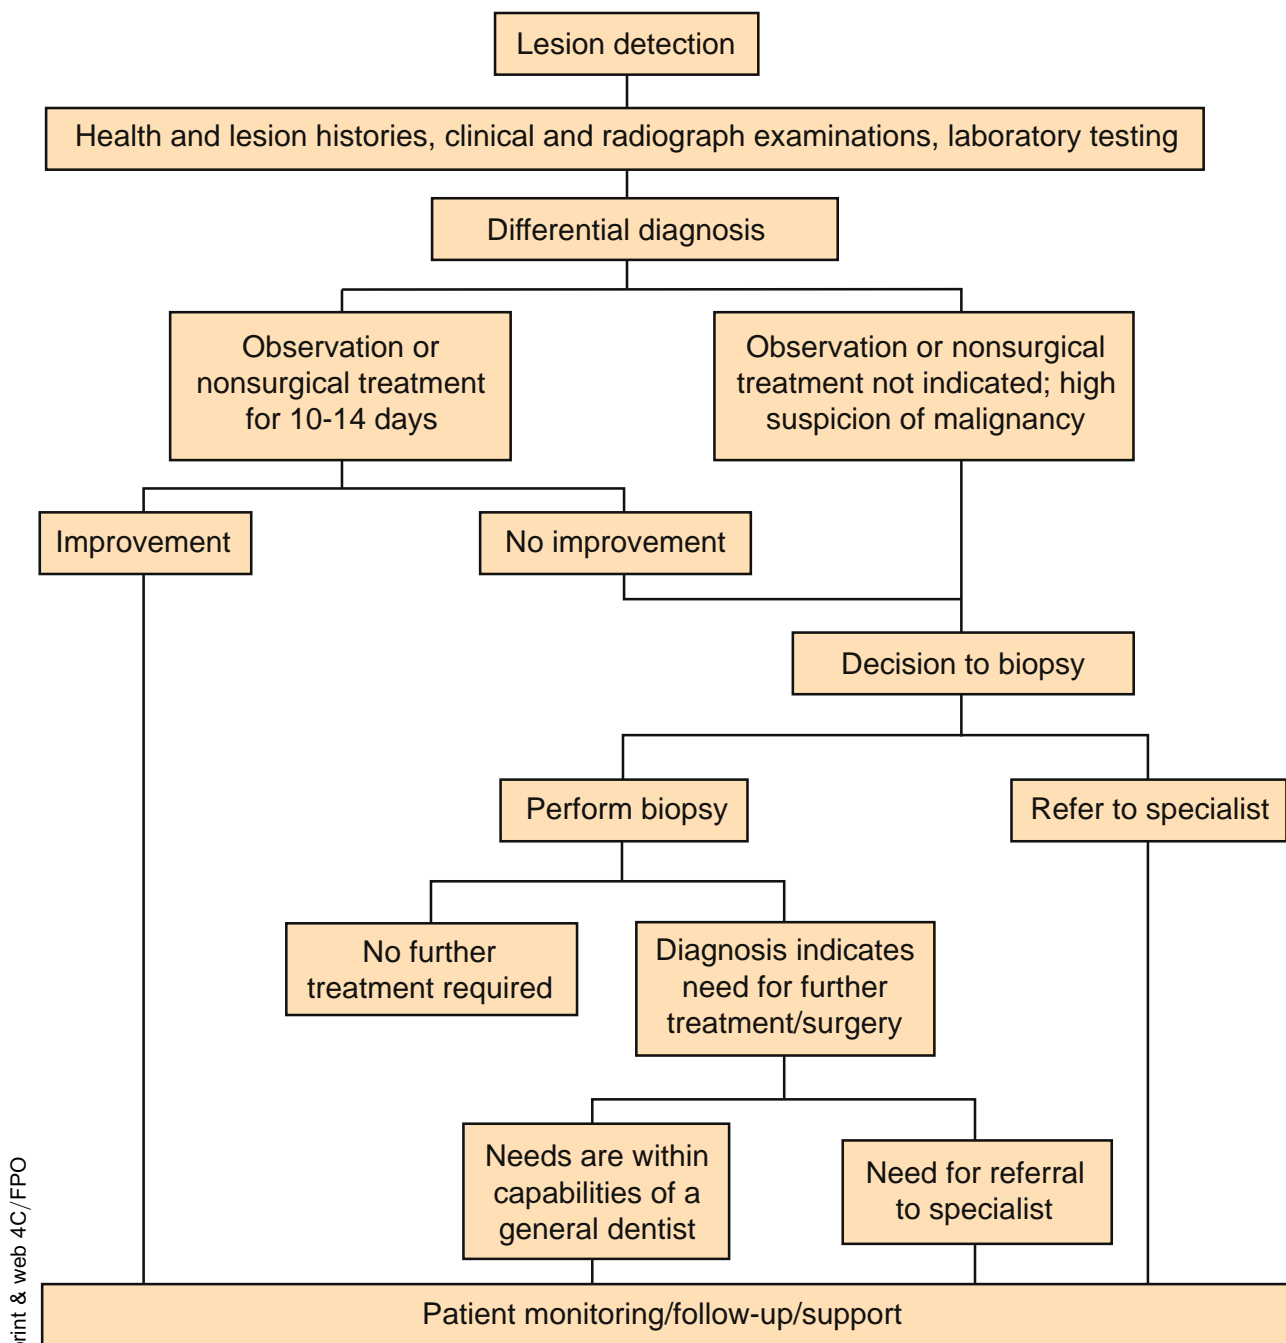 Lesion detection
Health and lesion histories, clinical and radiograph examinations, laboratory testing
Differential diagnosis
Observation or
nonsurgical treatment
for 10-14 days
Observation or nonsurgical
treatment not indicated; high
suspicion of malignancy
Improvement
No improvement
Decision to biopsy
Perform biopsy
Refer to specialist
No further
treatment required
Diagnosis indicates
need for further
treatment/surgery
Needs are within
capabilities of a
general dentist
Need for referral
to specialist
Patient monitoring/follow-up/support
& web 4C/FPO